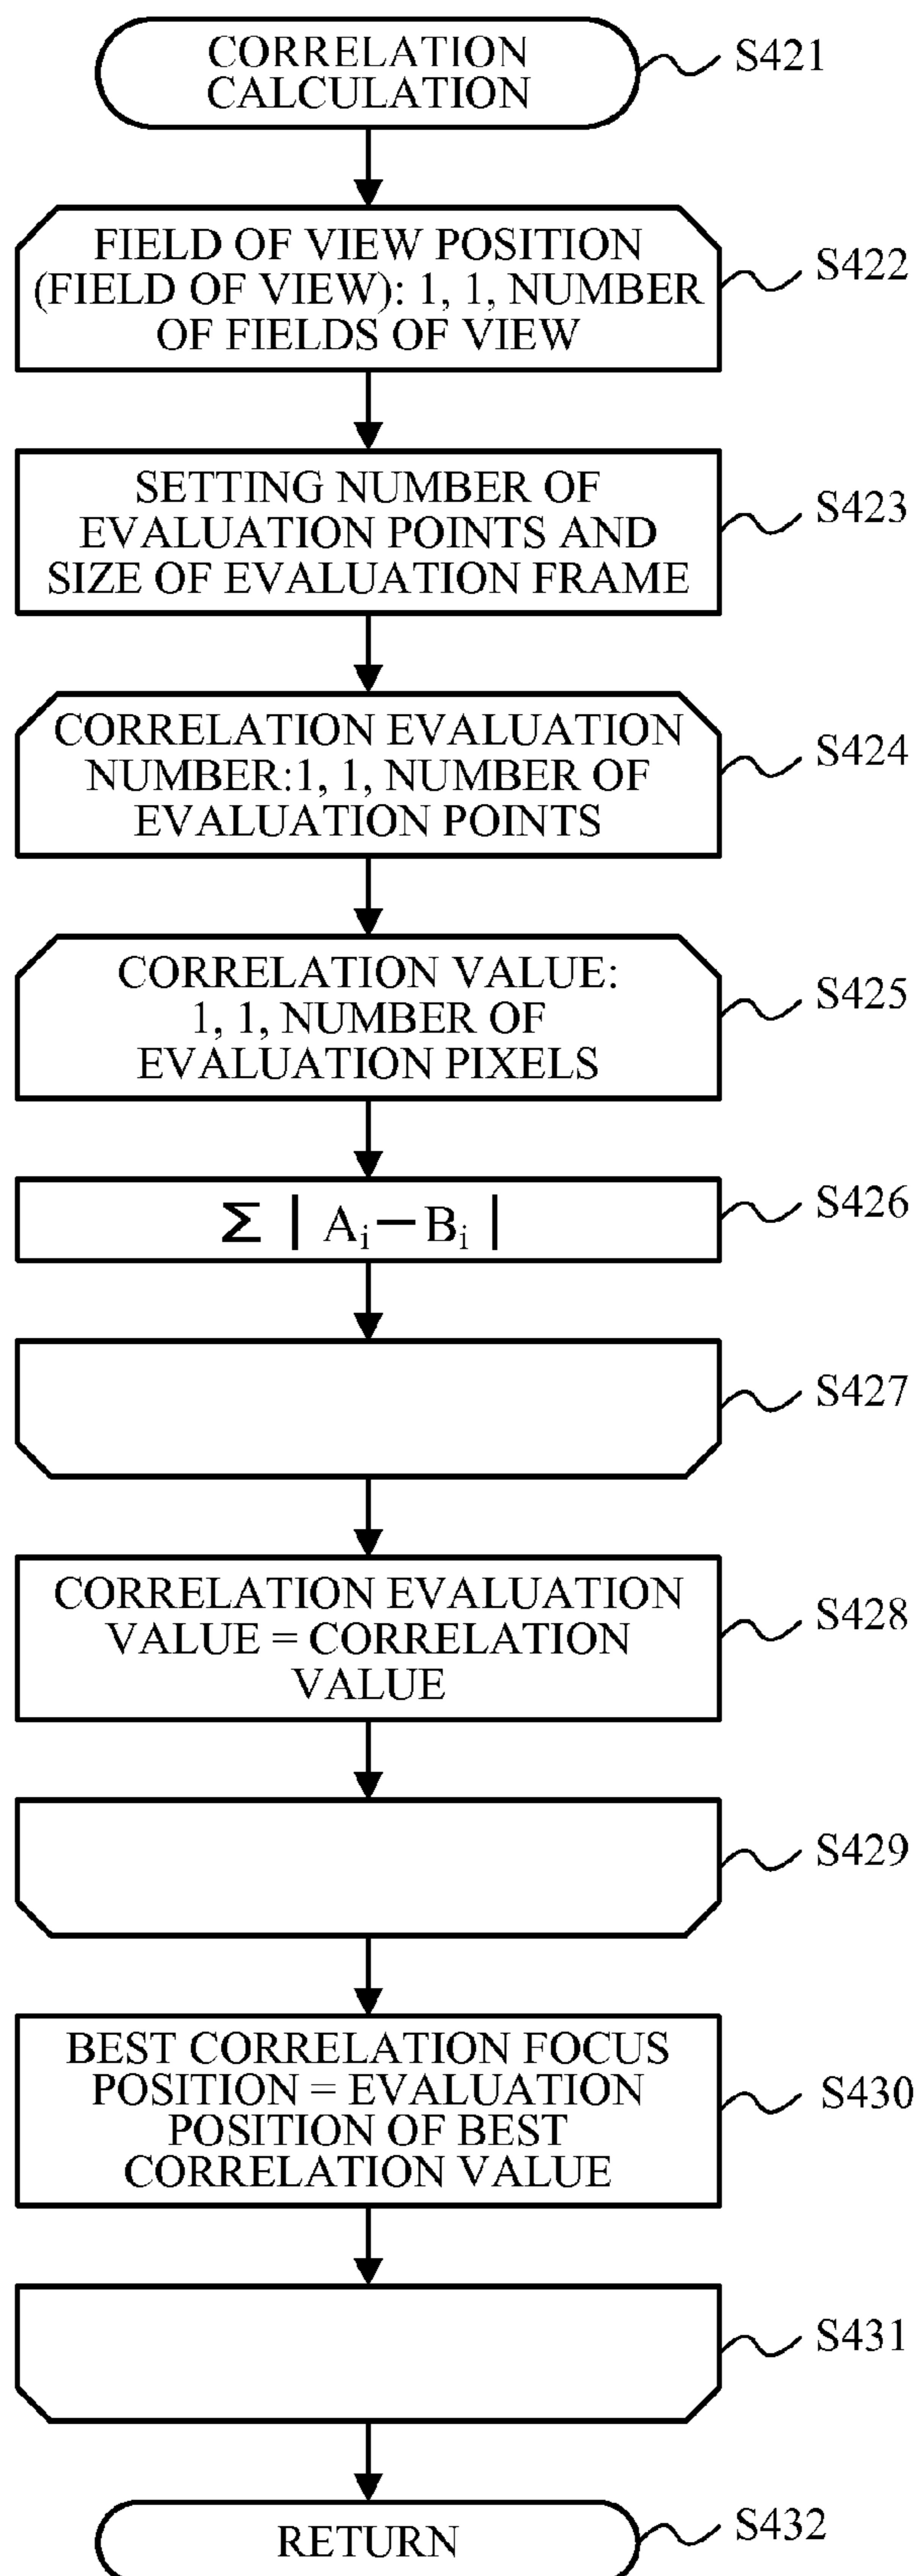 CORRELATION
CALCULATION
S421
FIELD OF VIEW POSITION
(FIELD OF VIEW): 1, 1, NUMBER
OF FIELDS OF VIEW
S422
SETTING NUMBER OF
EVALUATION POINTS AND
SIZE OF EVALUATION FRAME
S423
CORRELATION EVALUATION
NUMBER:1, 1, NUMBER OF
EVALUATION POINTS
S424
CORRELATION VALUE:
1, 1, NUMBER OF
EVALUATION PIXELS
S425
Σ | Aᵢ－Bᵢ |
S426
S427
CORRELATION EVALUATION
VALUE = CORRELATION
VALUE
S428
S429
BEST CORRELATION FOCUS
POSITION = EVALUATION
POSITION OF BEST
CORRELATION VALUE
S430
S431
RETURN
S432